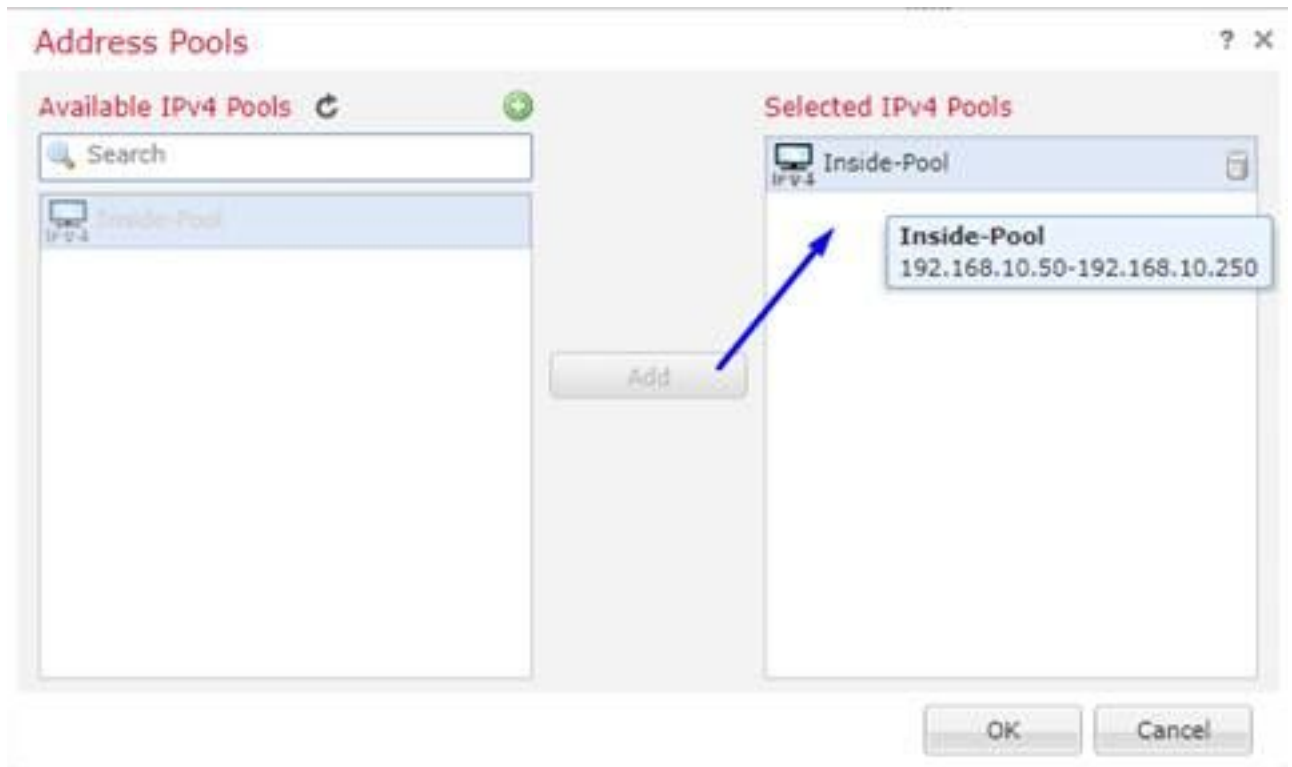 Address Pools
? X
Available IPv4 Pools
Search
IPV4 Inside-Pool
Add
Selected IPv4 Pools
IPV4 Inside-Pool
Inside-Pool
192.168.10.50-192.168.10.250
OK
Cancel